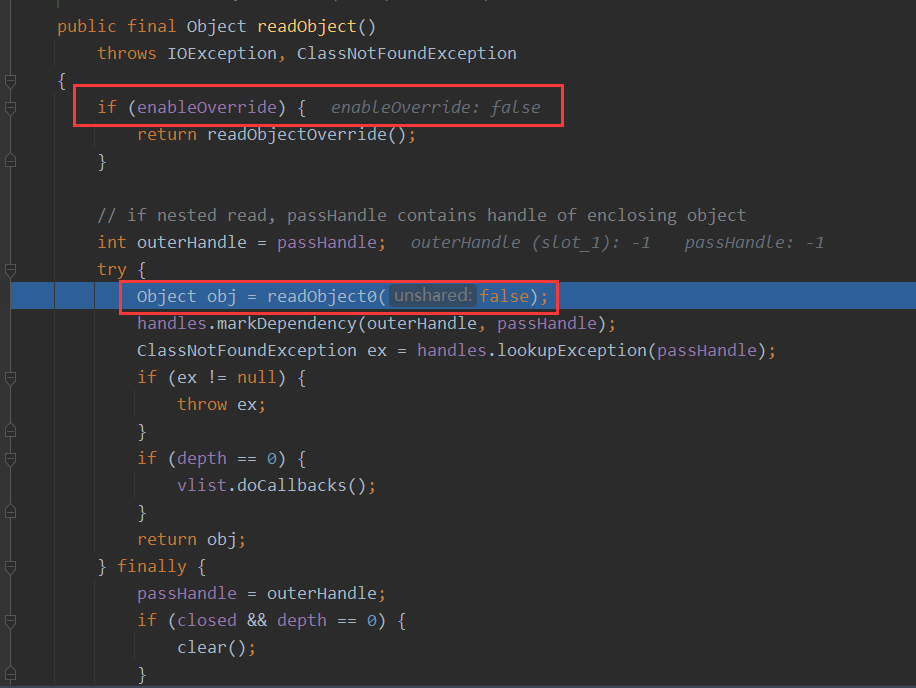 public final Object readObject()
throws IOException, ClassNotFoundException
{
if (enableOverride) { enableOverride: false
return readObjectOverride();
}
// if nested read, passHandle contains handle of enclosing object
int outerHandle = passHandle; outerHandle (slot_1): -1 passHandle: -1
try {
Object obj = readObject0( unshared: false);
handles.markDependency(outerHandle, passHandle);
ClassNotFoundException ex = handles.lookupException(passHandle);
if (ex != null) {
throw ex;
}
if (depth == 0) {
vlist.doCallbacks();
}
return obj;
} finally {
passHandle = outerHandle;
if (closed && depth == 0) {
clear();
}